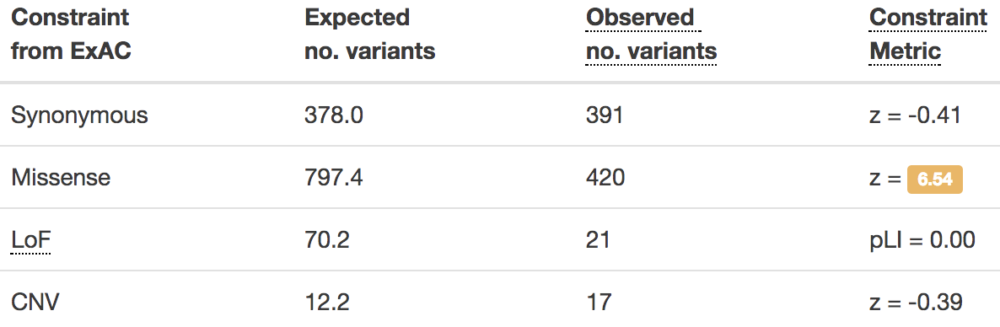 Constraint from ExAC Expected no. variants Observed no. variants Constraint Metric
Synonymous 378.0 391 z = -0.41
Missense 797.4 420 z = 6.54
LoF 70.2 21 pLI = 0.00
CNV 12.2 17 z = -0.39